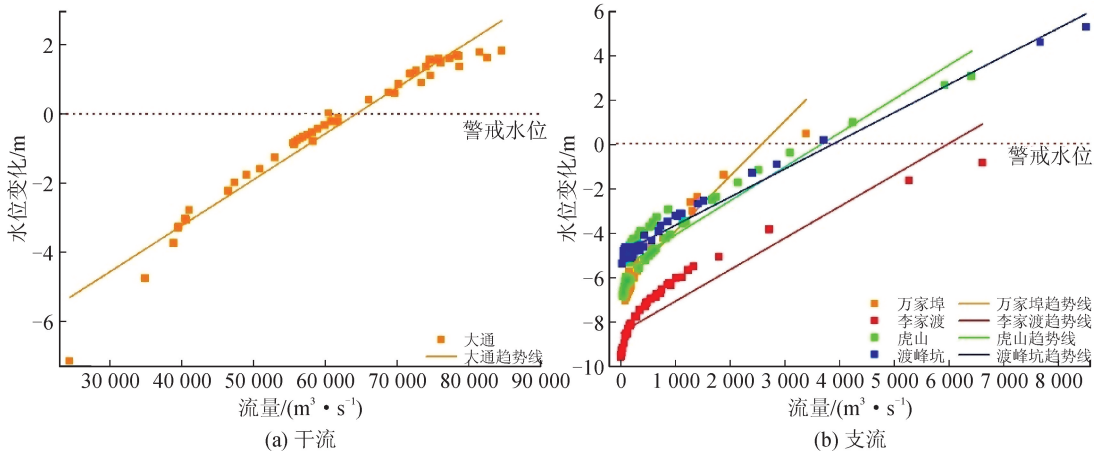 水位变化/m
2
0
−2
−4
−6
警戒水位
大通
大通趋势线
30 000 40 000 50 000 60 000 70 000 80 000 90 000
流量/(m³·s⁻¹)
(a) 干流
水位变化/m
6
4
2
0
−2
−4
−6
−8
−10
警戒水位
万家埠 万家埠趋势线
李家渡 李家渡趋势线
虎山 虎山趋势线
渡峰坑 渡峰坑趋势线
0 1 000 2 000 3 000 4 000 5 000 6 000 7 000 8 000
流量/(m³·s⁻¹)
(b) 支流